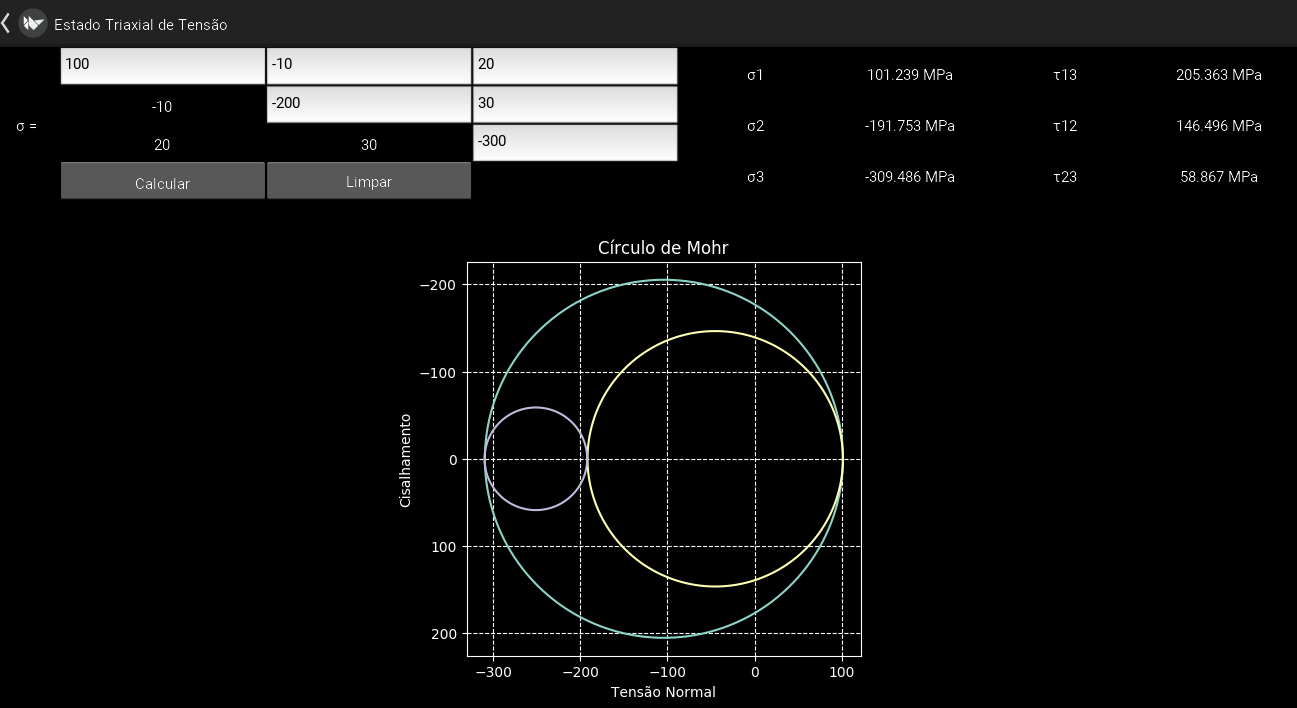 Estado Triaxial de Tensão
100 -10 20
σ1 101.239 MPa τ13 205.363 MPa
-10 -200 30
σ = σ2 -191.753 MPa τ12 146.496 MPa
20 30 -300
σ3 -309.486 MPa τ23 58.867 MPa
Calcular Limpar
Círculo de Mohr
−200
−100
0
100
200
Cisalhamento
−300 −200 −100 0 100
Tensão Normal